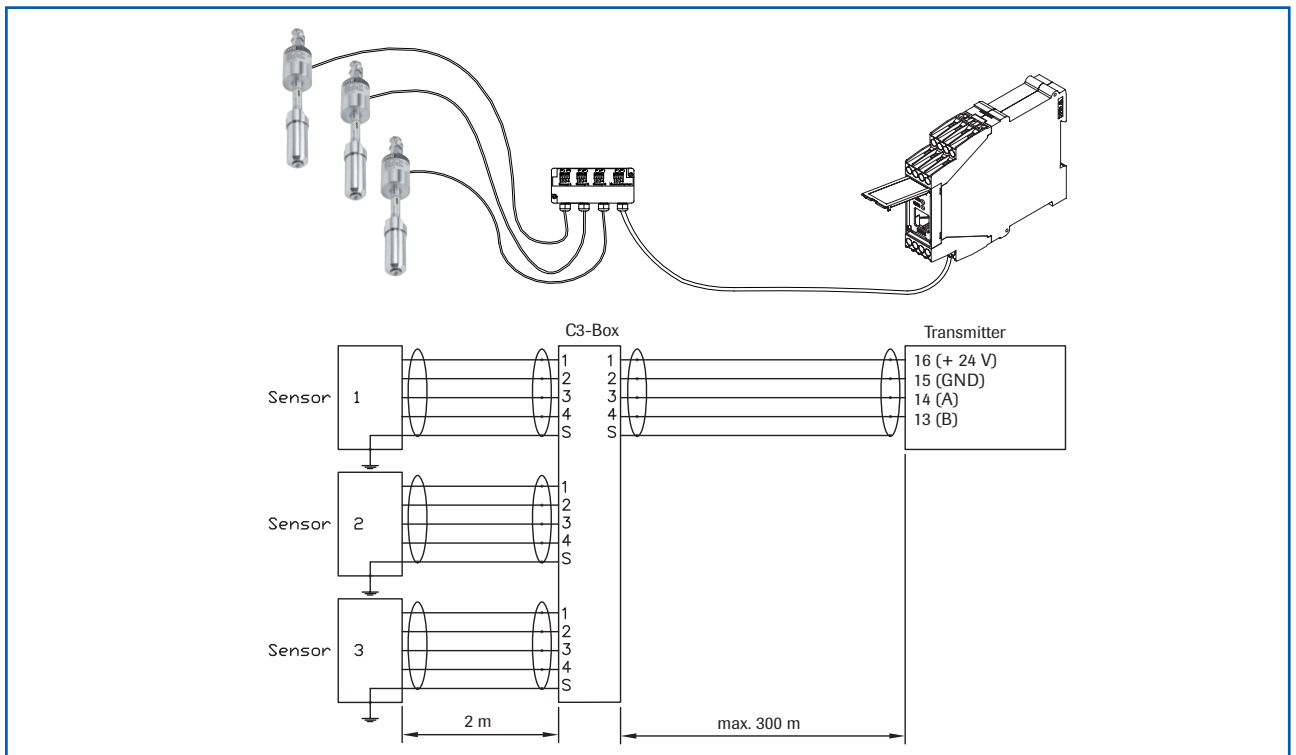 C3-Box
Transmitter
Sensor 1
1
2
3
4
S
1
2
3
4
S
16 (+ 24 V)
15 (GND)
14 (A)
13 (B)
Sensor 2
1
2
3
4
S
Sensor 3
1
2
3
4
S
2 m
max. 300 m